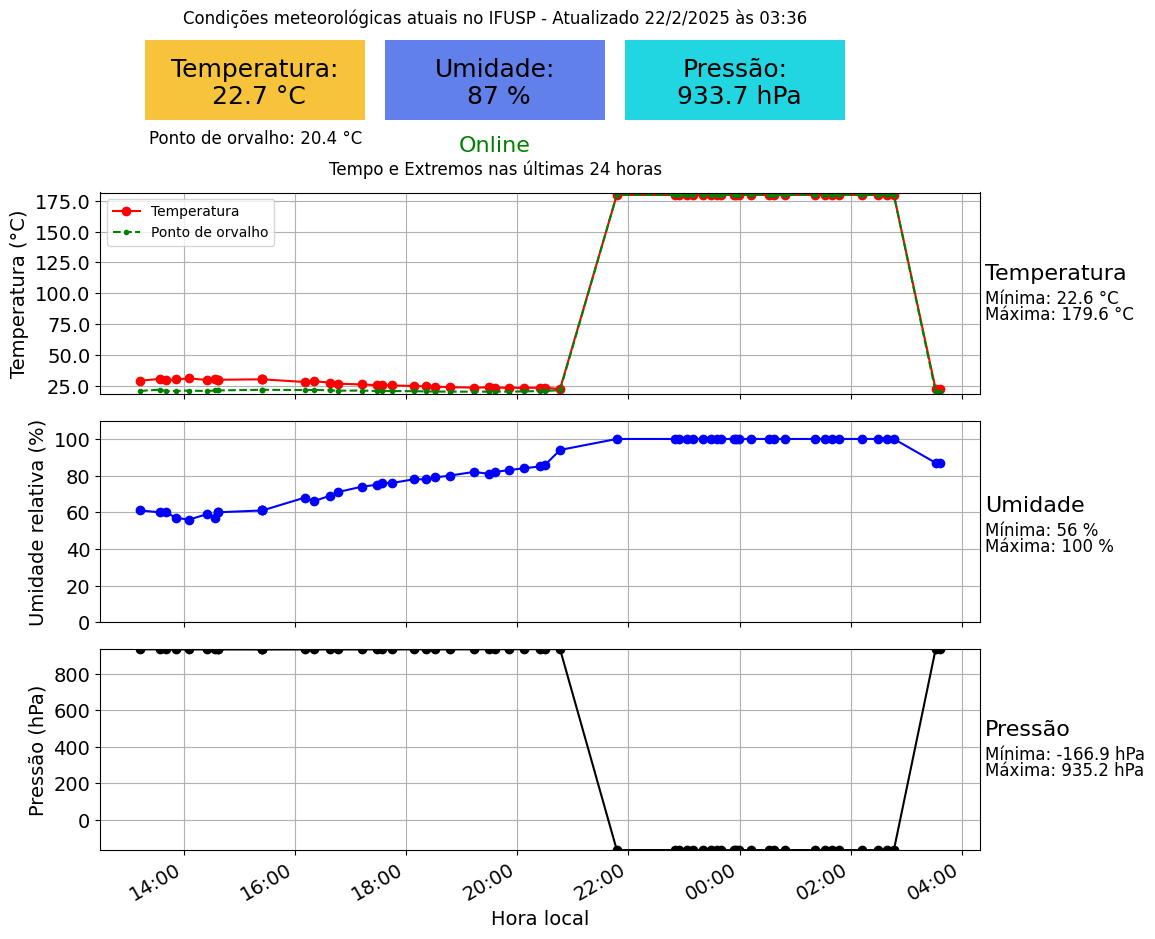 Condições meteorológicas atuais no IFUSP - Atualizado 22/2/2025 às 03:36
Temperatura:
22.7 °C
Umidade:
87 %
Pressão:
933.7 hPa
Ponto de orvalho: 20.4 °C
Online
Tempo e Extremos nas últimas 24 horas
Temperatura (°C)
175.0
150.0
125.0
100.0
75.0
50.0
25.0
Temperatura
Ponto de orvalho
Temperatura
Mínima: 22.6 °C
Máxima: 179.6 °C
Umidade relativa (%)
100
80
60
40
20
0
Umidade
Mínima: 56 %
Máxima: 100 %
Pressão (hPa)
800
600
400
200
0
Pressão
Mínima: -166.9 hPa
Máxima: 935.2 hPa
14:00 16:00 18:00 20:00 22:00 00:00 02:00 04:00
Hora local